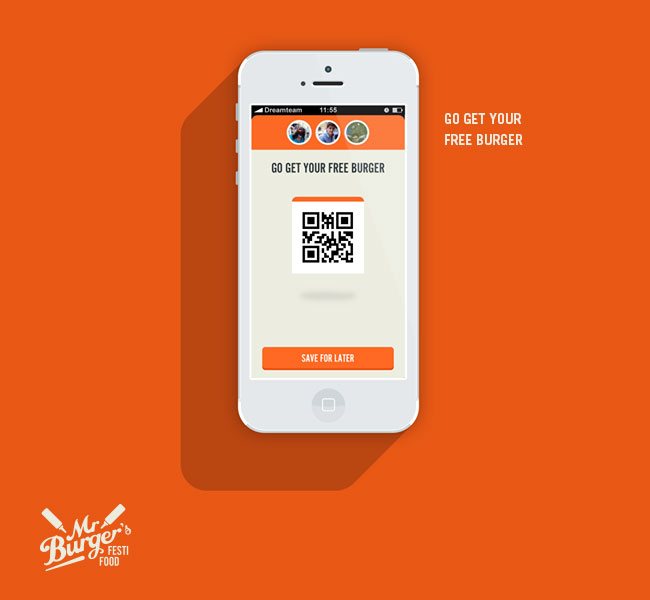 Dreamteam 11:55
GO GET YOUR FREE BURGER
SAVE FOR LATER
GO GET YOUR
FREE BURGER
Mr
Burger's
FESTI
FOOD